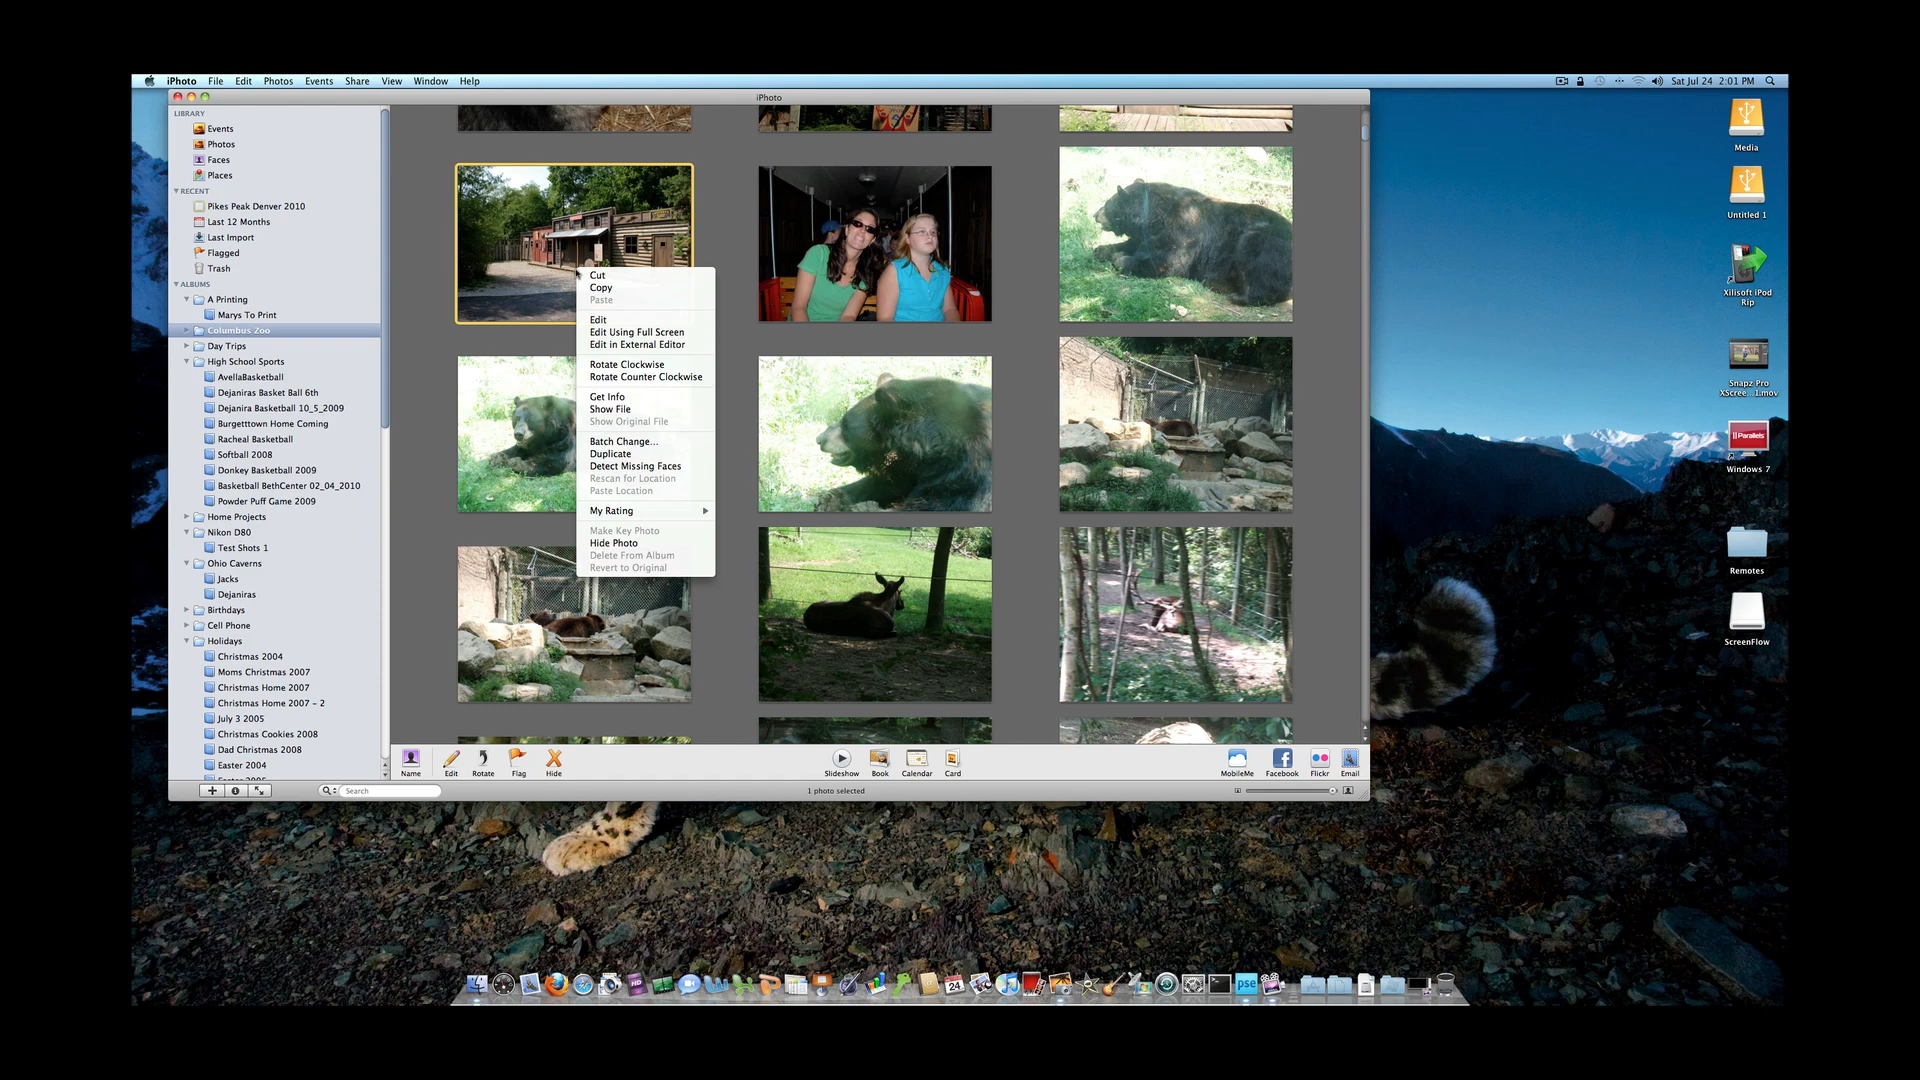 iPhoto File Edit Photos Events Share View Window Help
Sat Jul 24 2:01 PM
iPhoto
LIBRARY
Events
Photos
Faces
Places
RECENT
Pikes Peak Denver 2010
Last 12 Months
Last Import
Flagged
Trash
ALBUMS
A Printing
Marys To Print
Columbus Zoo
Day Trips
High School Sports
AvellaBasketball
Dejaniras Basket Ball 6th
Dejanira Basketball 10_5_2009
Burgetttown Home Coming
Racheal Basketball
Softball 2008
Donkey Basketball 2009
Basketball BethCenter 02_04_2010
Powder Puff Game 2009
Home Projects
Nikon D80
Test Shots 1
Ohio Caverns
Jacks
Dejaniras
Birthdays
Cell Phone
Holidays
Christmas 2004
Moms Christmas 2007
Christmas Home 2007
Christmas Home 2007 - 2
July 3 2005
Christmas Cookies 2008
Dad Christmas 2008
Easter 2004
Cut
Copy
Paste
Edit
Edit Using Full Screen
Edit in External Editor
Rotate Clockwise
Rotate Counter Clockwise
Get Info
Show File
Show Original File
Batch Change...
Duplicate
Detect Missing Faces
Rescan for Location
Paste Location
My Rating
Make Key Photo
Hide Photo
Delete From Album
Revert to Original
Name Edit Rotate Flag Hide Slideshow Book Calendar Card MobileMe Facebook Flickr Email
Search
1 photo selected
Media
Untitled 1
Xilisoft iPod
Rip
Snapz Pro
XScree...1.mov
Parallels
Windows 7
Remotes
ScreenFlow
HD
24
pse